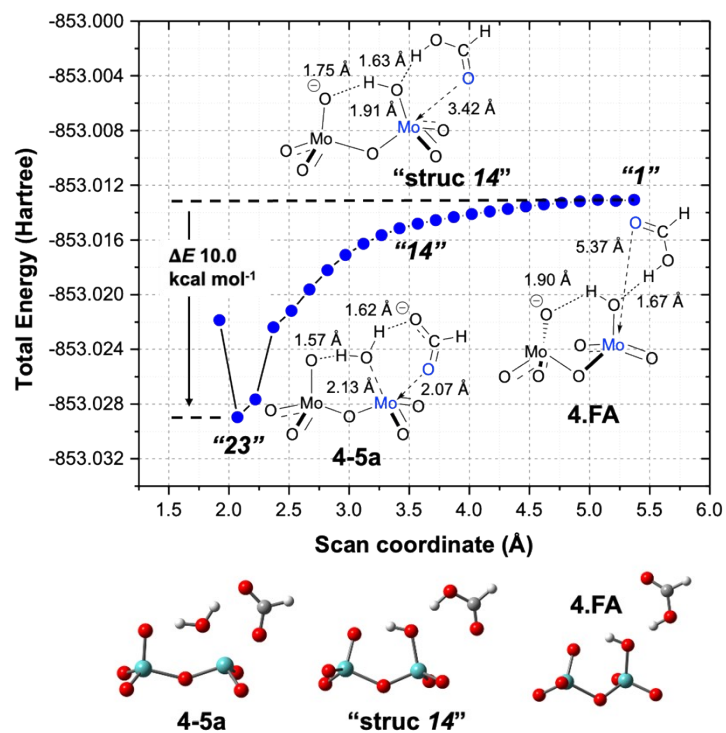 -853.000
-853.004
-853.008
-853.012
-853.016
-853.020
-853.024
-853.028
-853.032
Total Energy (Hartree)
1.5 2.0 2.5 3.0 3.5 4.0 4.5 5.0 5.5 6.0
Scan coordinate (Å)
H
O
H
1.75 Å
1.63 Å
H
O
⊖
O
O
1.91 Å
3.42 Å
Mo
Mo
O
O
O
O
O
O
"struc 14"
"1"
ΔE 10.0
kcal mol-1
"14"
O
H
5.37 Å
O
H
1.90 Å
⊖
H
O
O
1.67 Å
Mo
O
Mo
O
O
O
O
4.FA
1.62 Å
⊖
O
H
1.57 Å
H
H
O
O
O
2.13 Å
2.07 Å
O
Mo
Mo
O
O
O
O
"23"
4-5a
4.FA
4-5a
"struc 14"